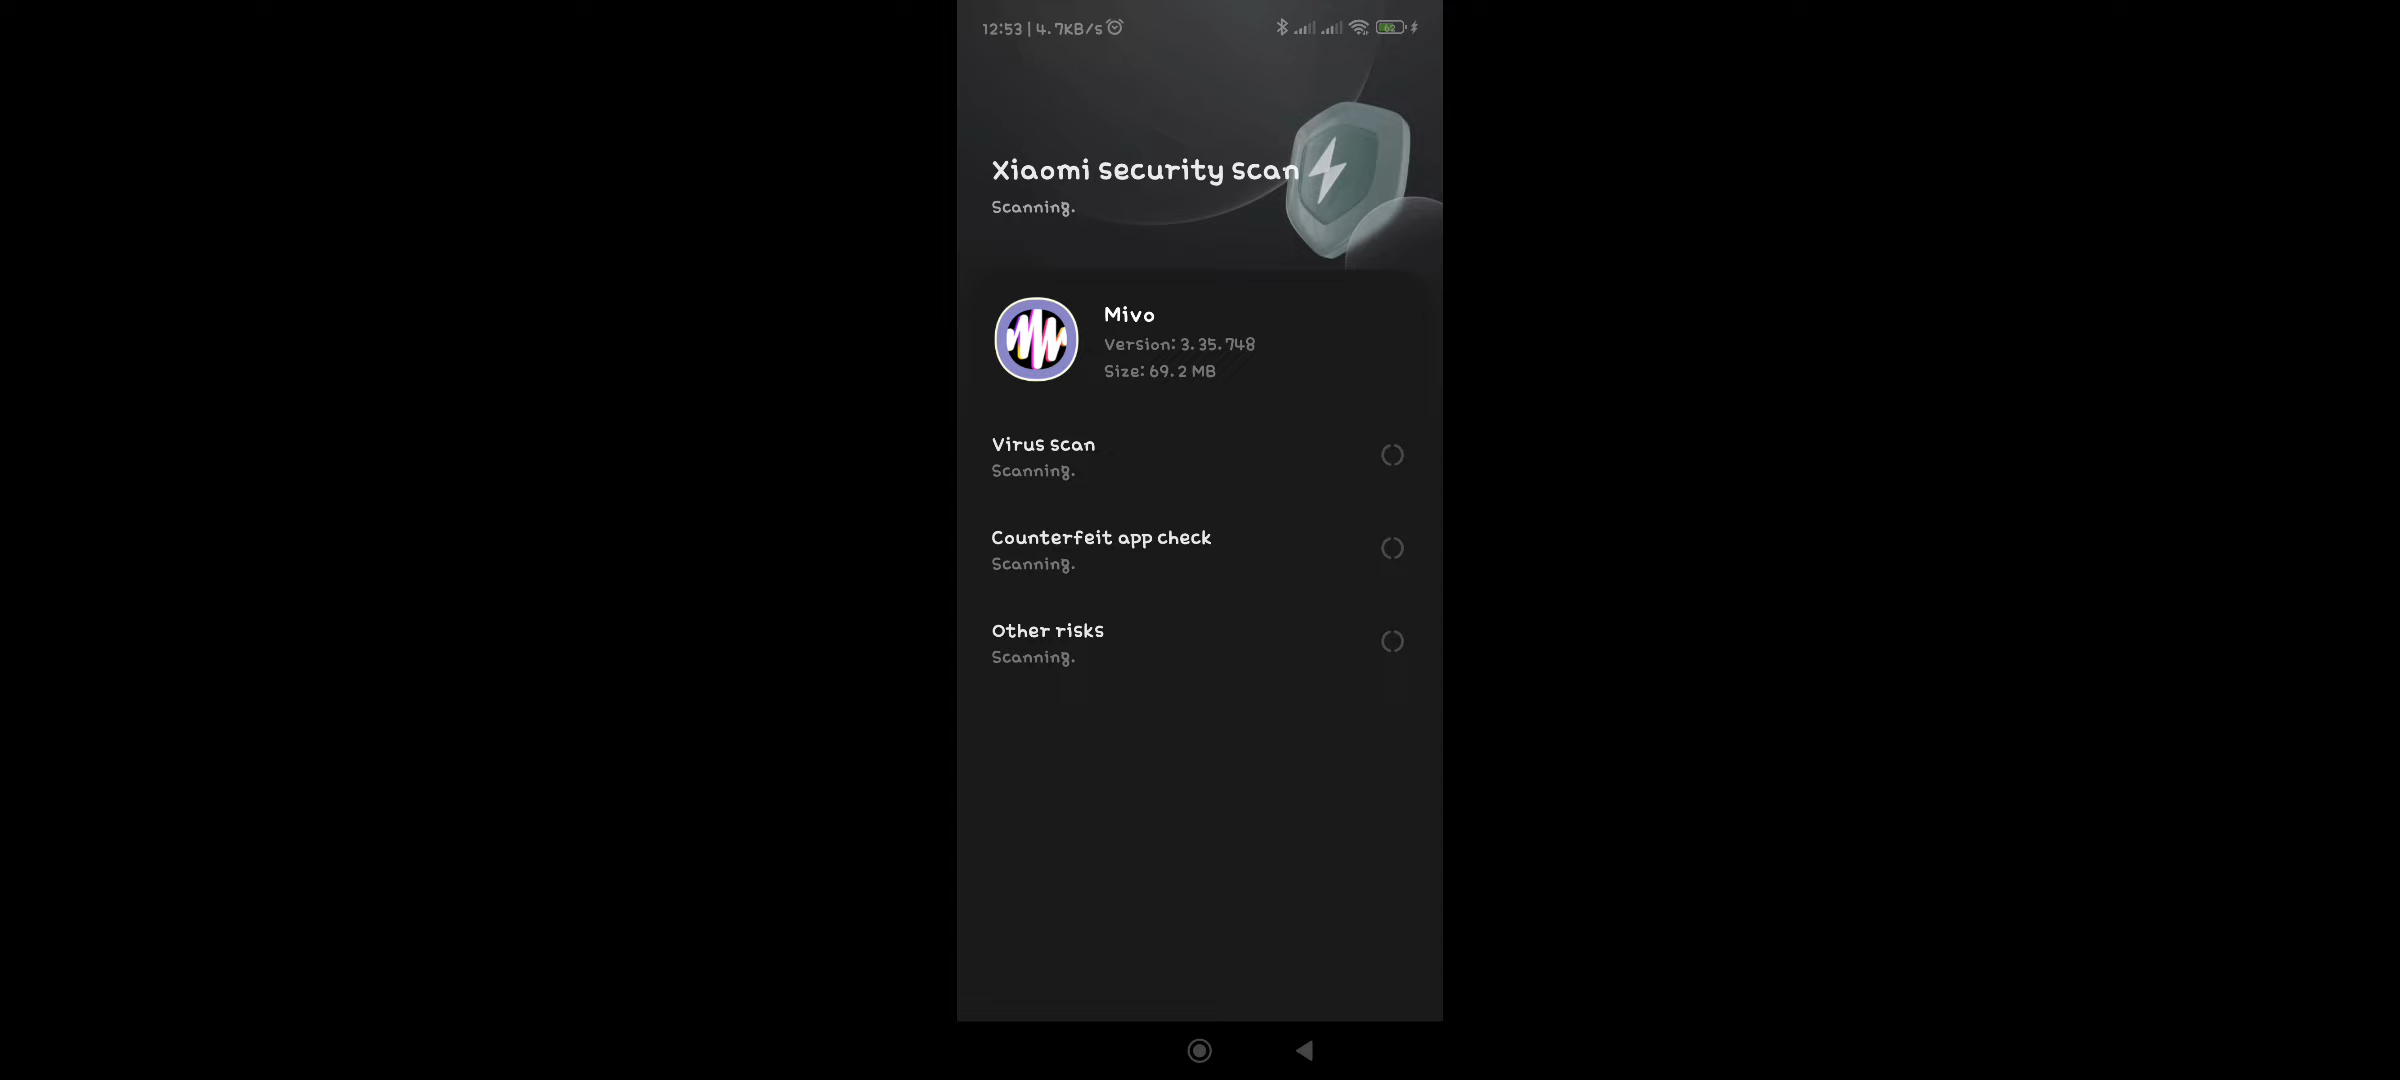 12:53 | 4.7KB/s
62
Xiaomi security scan
Scanning.
Mivo
Version: 3.35.748
Size: 69.2 MB
Virus scan
Scanning.
Counterfeit app check
Scanning.
Other risks
Scanning.